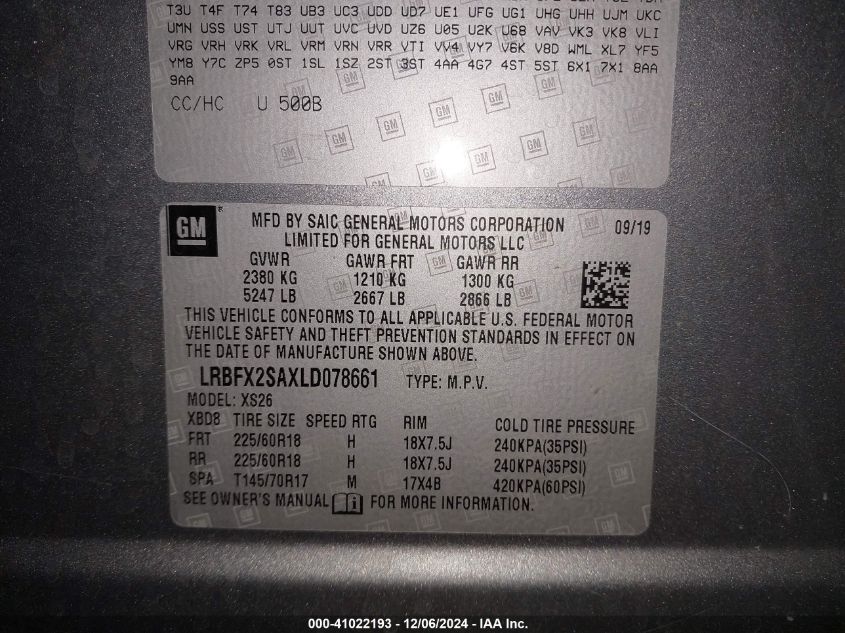 T3U T4F T74 T83 UB3 UC3 UDD UD7 UE1 UFG UG1 UHG UHH UJM UKC
UMN USS UST UTJ UUT UVC UVD UZ6 U05 U2K U68 VAV VK3 VK8 VLI
VRG VRH VRK VRL VRM VRN VRR VTI VV4 VY7 V6K V8D WML XL7 YF5
YM8 Y7C ZP5 0ST 1SL 1SZ 2ST 3ST 4AA 4G7 4ST 5ST 6X1 7X1 8AA
9AA
CC/HC U 500B
GM
MFD BY SAIC GENERAL MOTORS CORPORATION 09/19
LIMITED FOR GENERAL MOTORS LLC
GVWR GAWR FRT GAWR RR
2380 KG 1210 KG 1300 KG
5247 LB 2667 LB 2866 LB
THIS VEHICLE CONFORMS TO ALL APPLICABLE U.S. FEDERAL MOTOR
VEHICLE SAFETY AND THEFT PREVENTION STANDARDS IN EFFECT ON
THE DATE OF MANUFACTURE SHOWN ABOVE.
LRBFX2SAXLD078661 TYPE: M.P.V.
MODEL: XS26
XBD8 TIRE SIZE SPEED RTG RIM COLD TIRE PRESSURE
FRT 225/60R18 H 18X7.5J 240KPA(35PSI)
RR 225/60R18 H 18X7.5J 240KPA(35PSI)
SPA T145/70R17 M 17X4B 420KPA(60PSI)
SEE OWNER'S MANUAL FOR MORE INFORMATION.
000-41022193 - 12/06/2024 - IAA Inc.